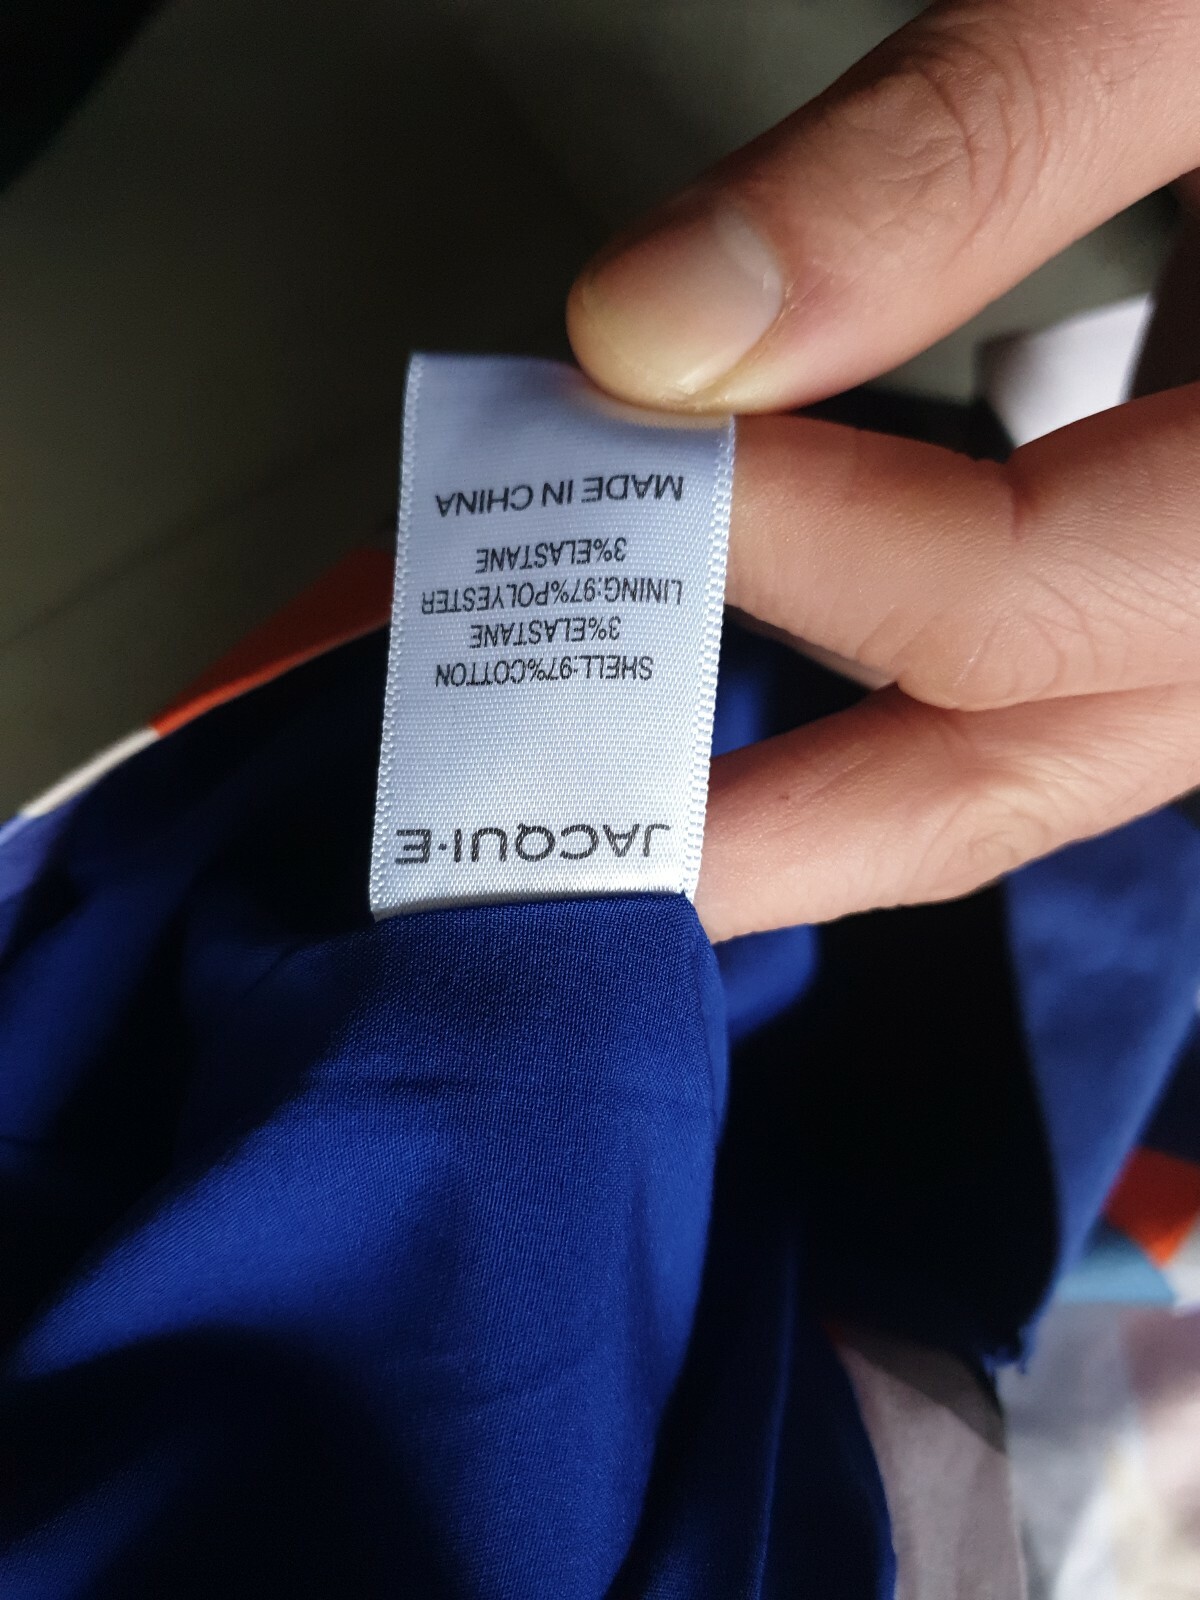 JACQUI·E
SHELL:97%COTTON
3%ELASTANE
LINING:97%POLYESTER
3%ELASTANE
MADE IN CHINA